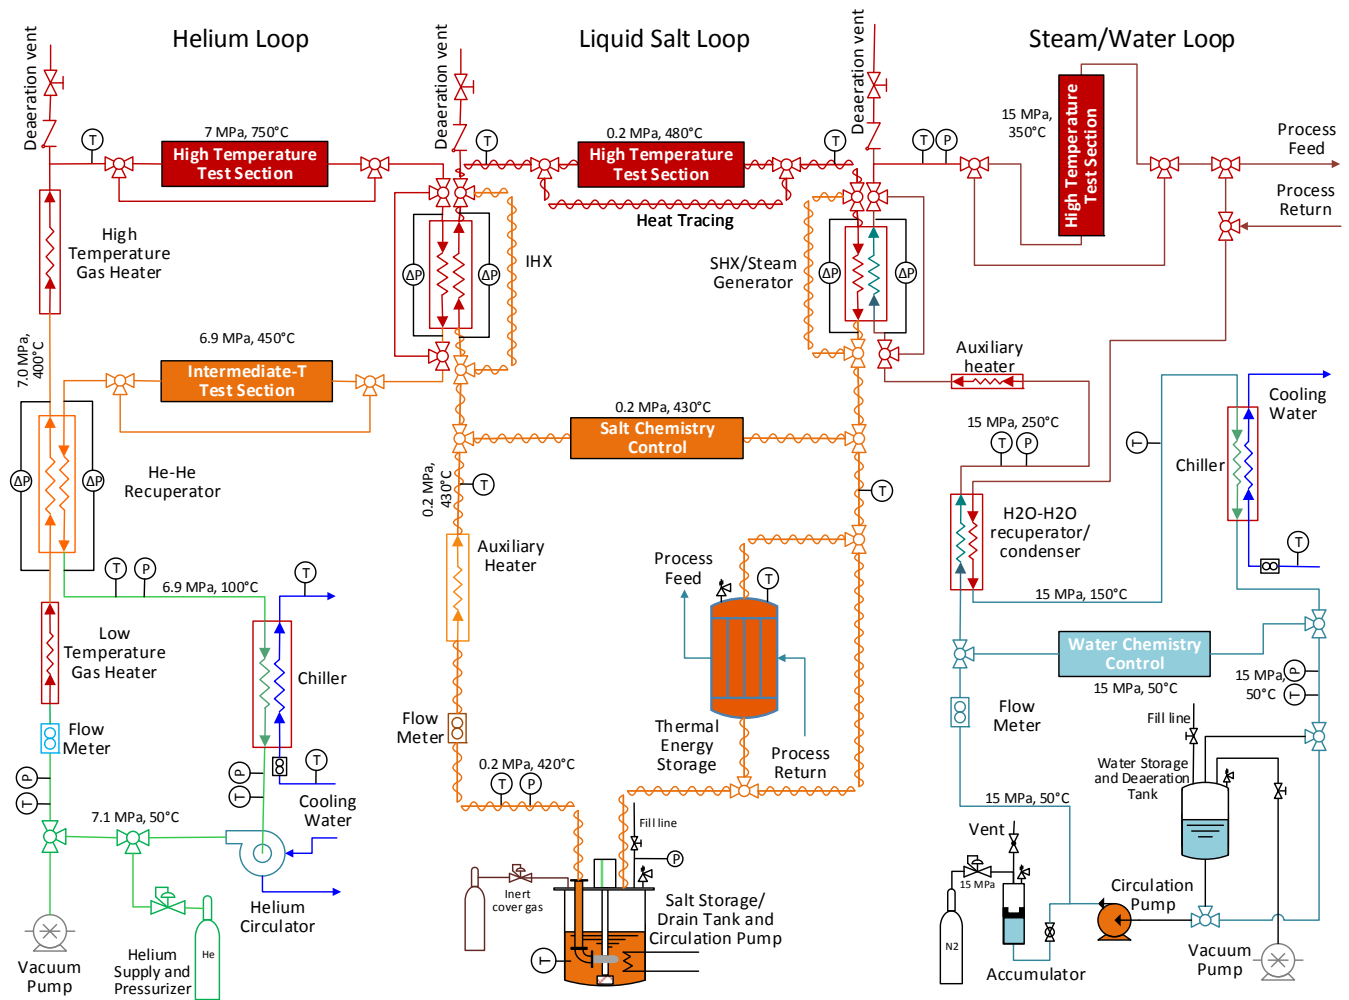 Helium Loop
Liquid Salt Loop
Steam/Water Loop
Deaeration vent
Deaeration vent
Deaeration vent
T
7 MPa, 750°C
High Temperature
Test Section
T
0.2 MPa, 480°C
High Temperature
Test Section
Heat Tracing
T
T
P
15 MPa,
350°C
High Temperature
Test Section
Process
Feed
Process
Return
High
Temperature
Gas Heater
ΔP
ΔP
IHX
SHX/Steam
Generator
ΔP
ΔP
7.0 MPa,
400°C
6.9 MPa, 450°C
Intermediate-T
Test Section
Auxiliary
heater
Cooling
Water
0.2 MPa, 430°C
Salt Chemistry
Control
15 MPa, 250°C
T
P
T
Chiller
ΔP
ΔP
He-He
Recuperator
0.2 MPa,
430°C
T
T
H2O-H2O
recuperator/
condenser
T
Auxiliary
Heater
Process
Feed
T
T
P
6.9 MPa, 100°C
T
15 MPa, 150°C
Low
Temperature
Gas Heater
Chiller
Water Chemistry
Control
15 MPa, 50°C
15 MPa,
50°C
P
T
Flow
Meter
Flow
Meter
Thermal
Energy
Storage
Process
Return
Flow
Meter
Fill line
Water Storage
and Deaeration
Tank
P
T
P
T
T
Cooling
Water
0.2 MPa, 420°C
T
P
7.1 MPa, 50°C
15 MPa, 50°C
Fill line
P
Vent
15 MPa
Inert
cover gas
Helium
Circulator
Salt Storage/
Drain Tank and
Circulation Pump
T
Circulation
Pump
N2
Accumulator
Vacuum
Pump
He
Vacuum
Pump
Helium
Supply and
Pressurizer